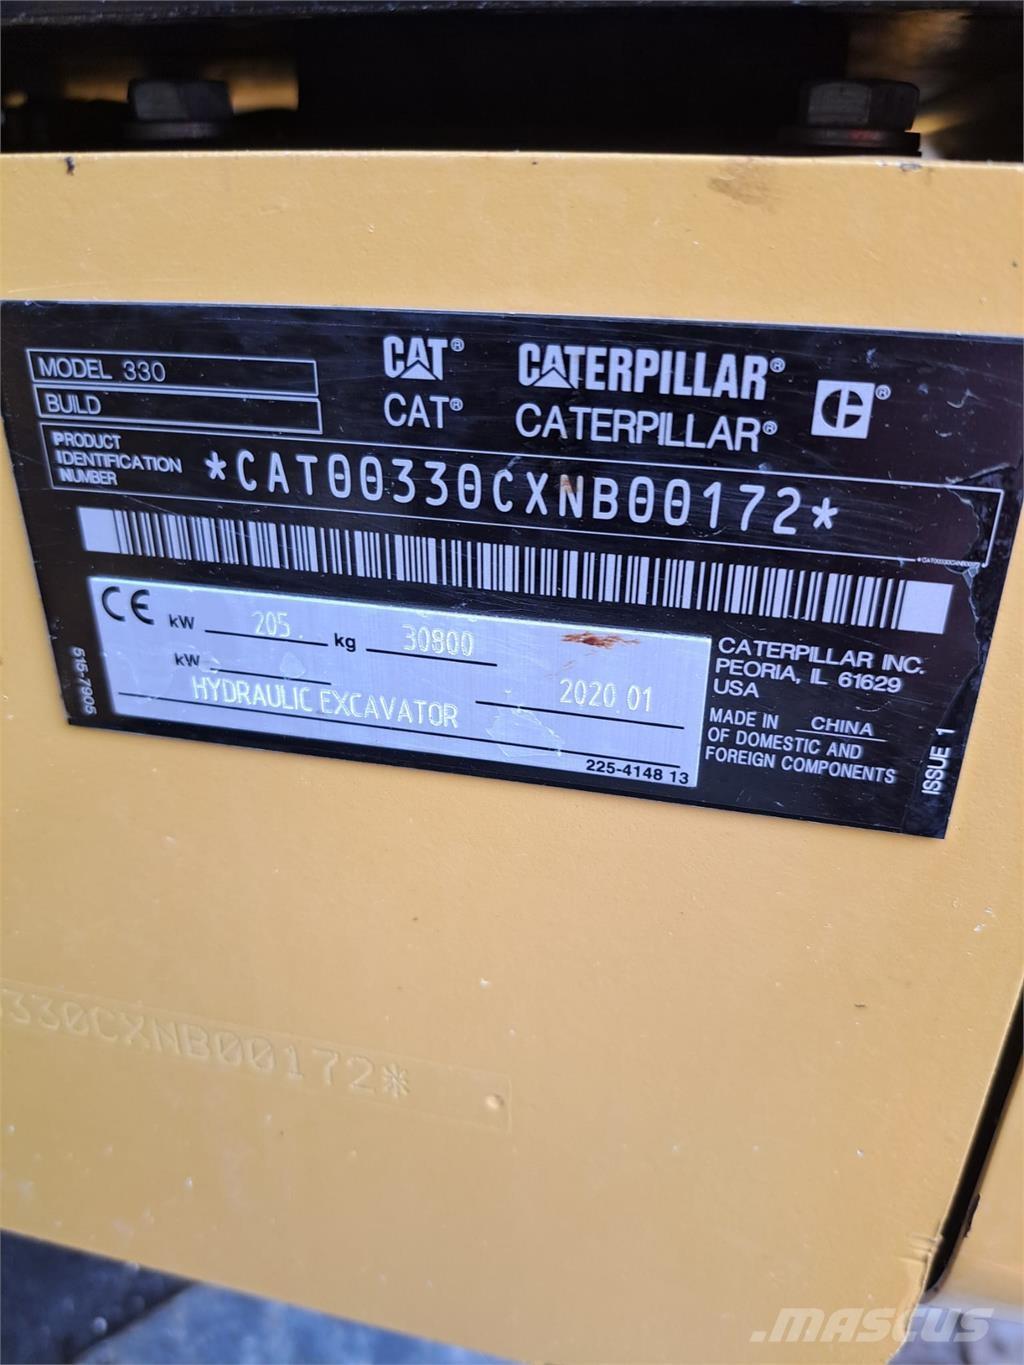 MODEL 330
BUILD
CAT® CATERPILLAR®
CAT® CATERPILLAR®
PRODUCT
IDENTIFICATION
NUMBER
*CAT00330CXNB00172*
*CAT00330CXNB00172*
CE kW 205 kg 30800
kW
2020.01
HYDRAULIC EXCAVATOR
225-4148 13
515-7905
CATERPILLAR INC.
PEORIA, IL 61629
USA
MADE IN CHINA
OF DOMESTIC AND
FOREIGN COMPONENTS
ISSUE 1
330CXNB00172*
MASCUS